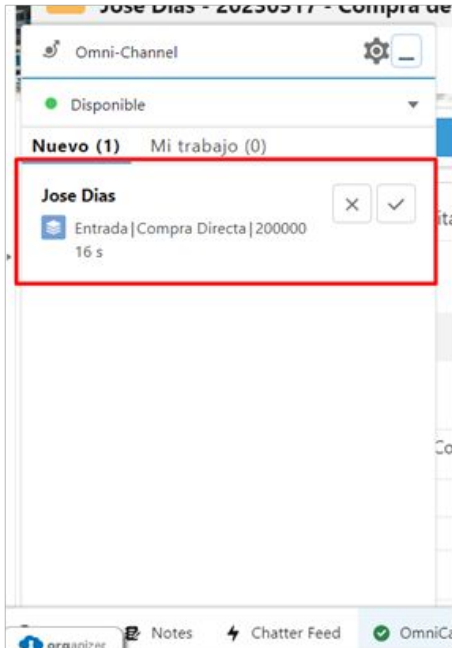 Jose Dias - 20230317 - Compra de
Omni-Channel
Disponible
Nuevo (1) Mi trabajo (0)
Jose Dias
Entrada|Compra Directa|200000
16 s
Notes Chatter Feed OmniCa
organizer